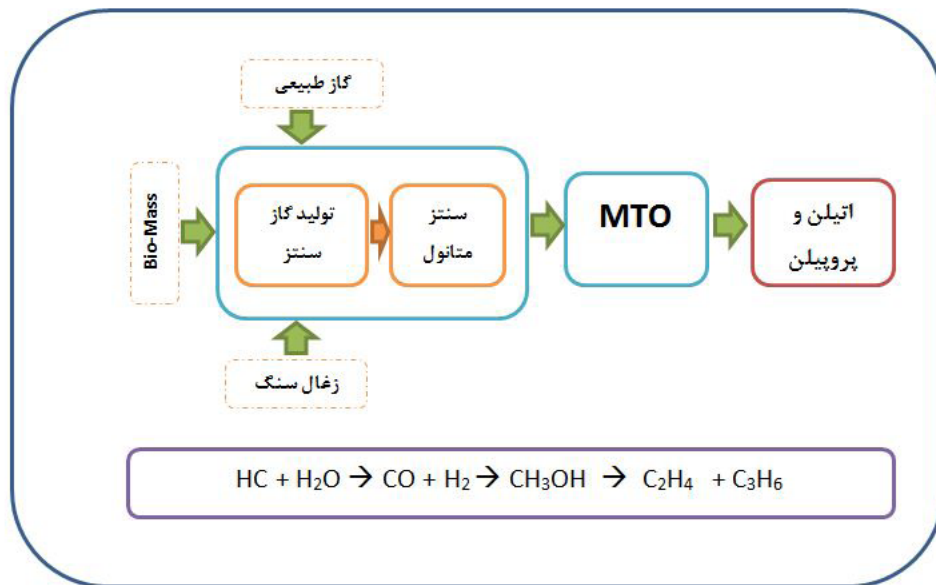 گاز طبیعی
Bio-Mass
تولید گاز
سنتز
سنتز
متانول
MTO
اتیلن و
پروپیلن
زغال سنگ
HC + H₂O → CO + H₂ → CH₃OH → C₂H₄ + C₃H₆